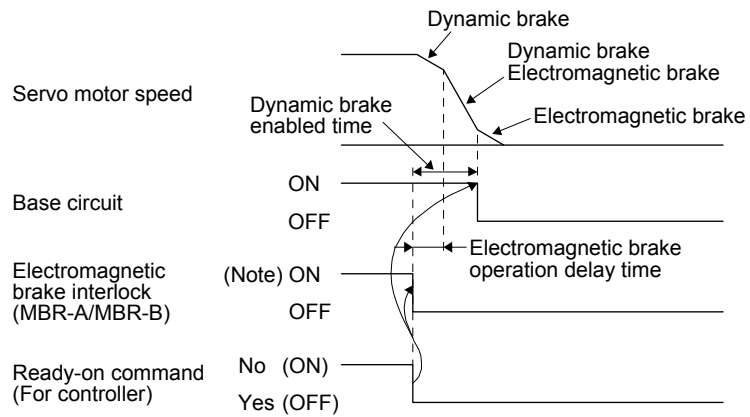 Dynamic brake
Dynamic brake
Electromagnetic brake
Servo motor speed
Dynamic brake
enabled time
Electromagnetic brake
ON
Base circuit
OFF
Electromagnetic brake
operation delay time
Electromagnetic
brake interlock
(MBR-A/MBR-B)
(Note) ON
OFF
Ready-on command
(For controller)
No (ON)
Yes (OFF)